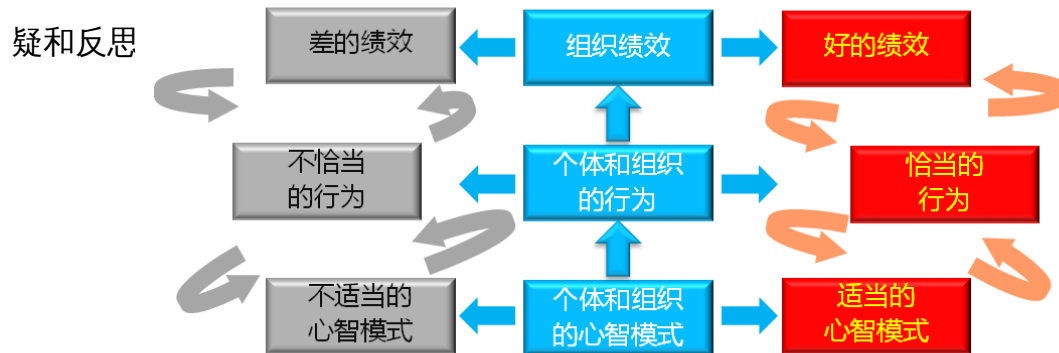 疑和反思
差的绩效
组织绩效
好的绩效
不恰当
的行为
个体和组织
的行为
恰当的
行为
不适当的
心智模式
个体和组织
的心智模式
适当的
心智模式